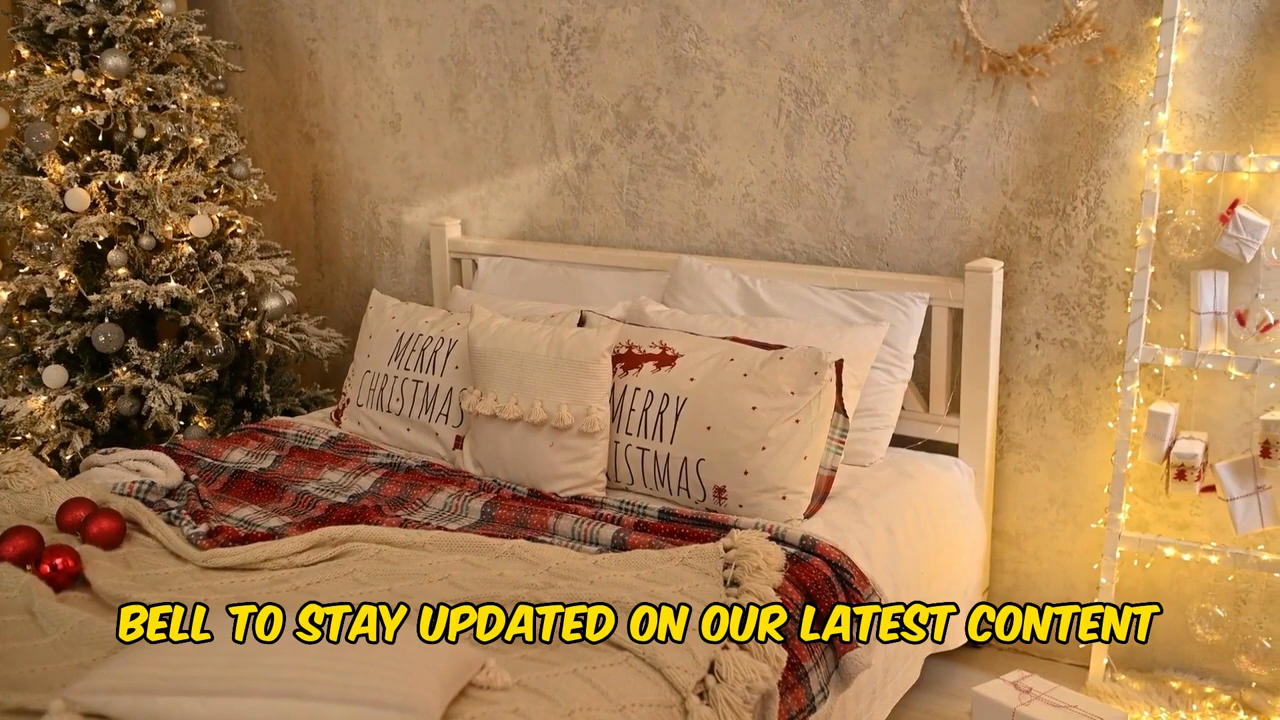 MERRY
CHRISTMAS
MERRY
ISTMAS
BELL TO STAY UPDATED ON OUR LATEST CONTENT